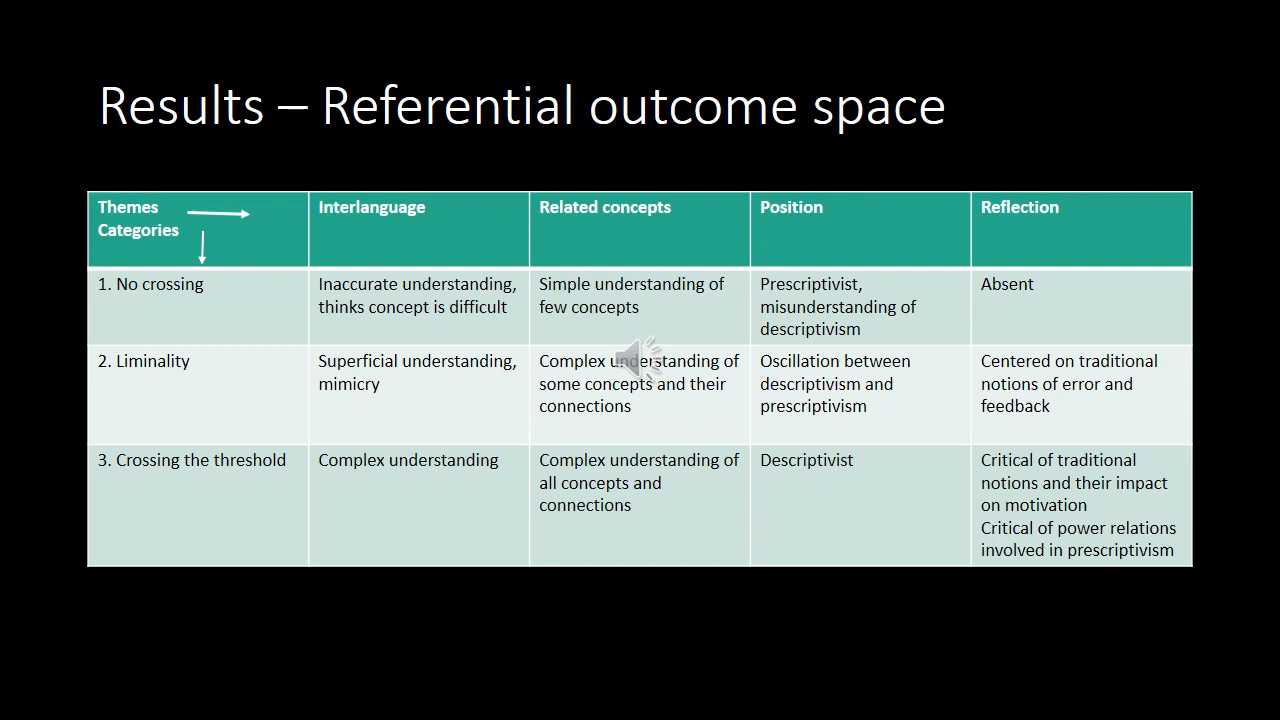 Results – Referential outcome space
Themes
Categories
Interlanguage
Related concepts
Position
Reflection
1. No crossing
Inaccurate understanding,
thinks concept is difficult
Simple understanding of
few concepts
Prescriptivist,
misunderstanding of
descriptivism
Absent
2. Liminality
Superficial understanding,
mimicry
Complex understanding of
some concepts and their
connections
Oscillation between
descriptivism and
prescriptivism
Centered on traditional
notions of error and
feedback
3. Crossing the threshold
Complex understanding
Complex understanding of
all concepts and
connections
Descriptivist
Critical of traditional
notions and their impact
on motivation
Critical of power relations
involved in prescriptivism